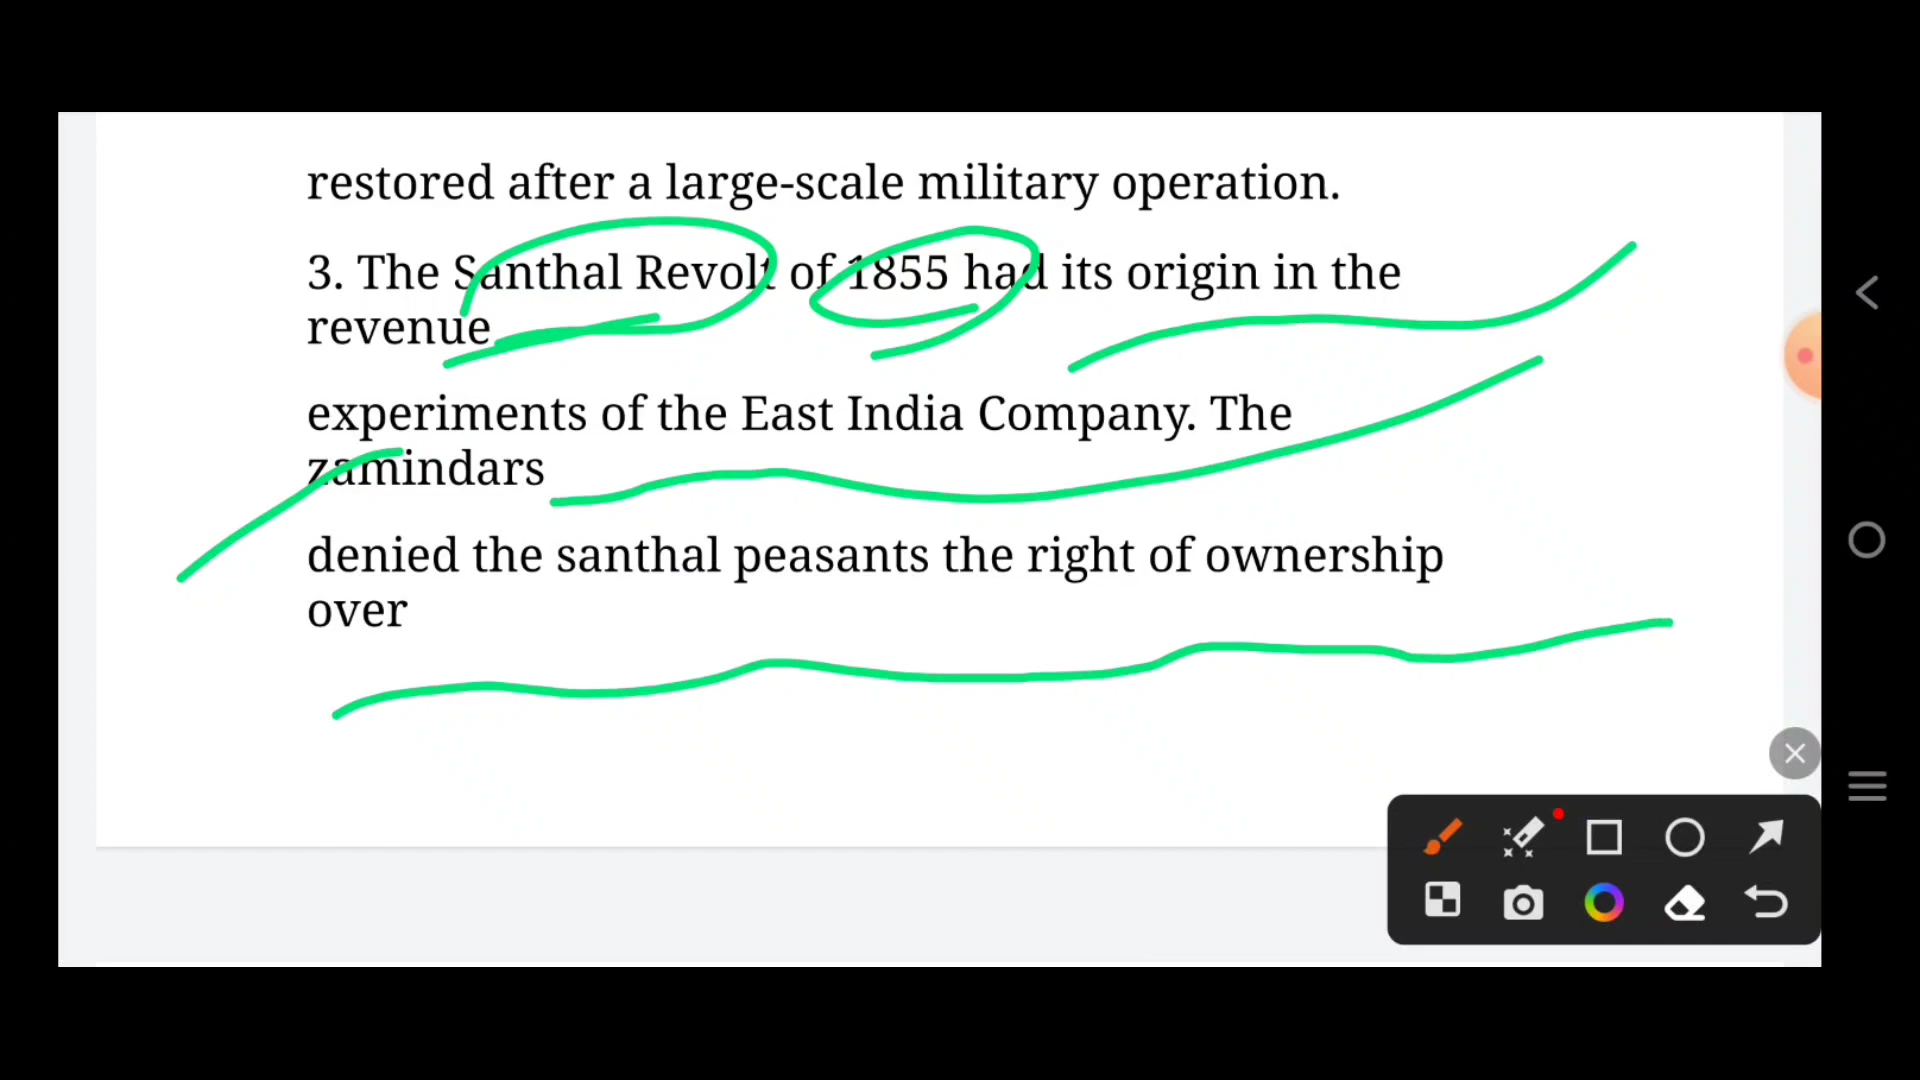 restored after a large-scale military operation.
3. The Santhal Revolt of 1855 had its origin in the
revenue
experiments of the East India Company. The
zamindars
denied the santhal peasants the right of ownership
over